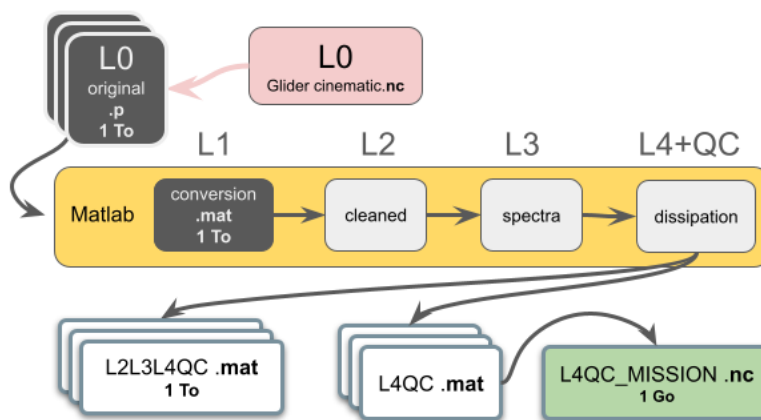 L0
original
.p
1 To
L0
Glider cinematic.nc
L1
L2
L3
L4+QC
Matlab
conversion
.mat
1 To
cleaned
spectra
dissipation
L2L3L4QC .mat
1 To
L4QC .mat
L4QC_MISSION .nc
1 Go